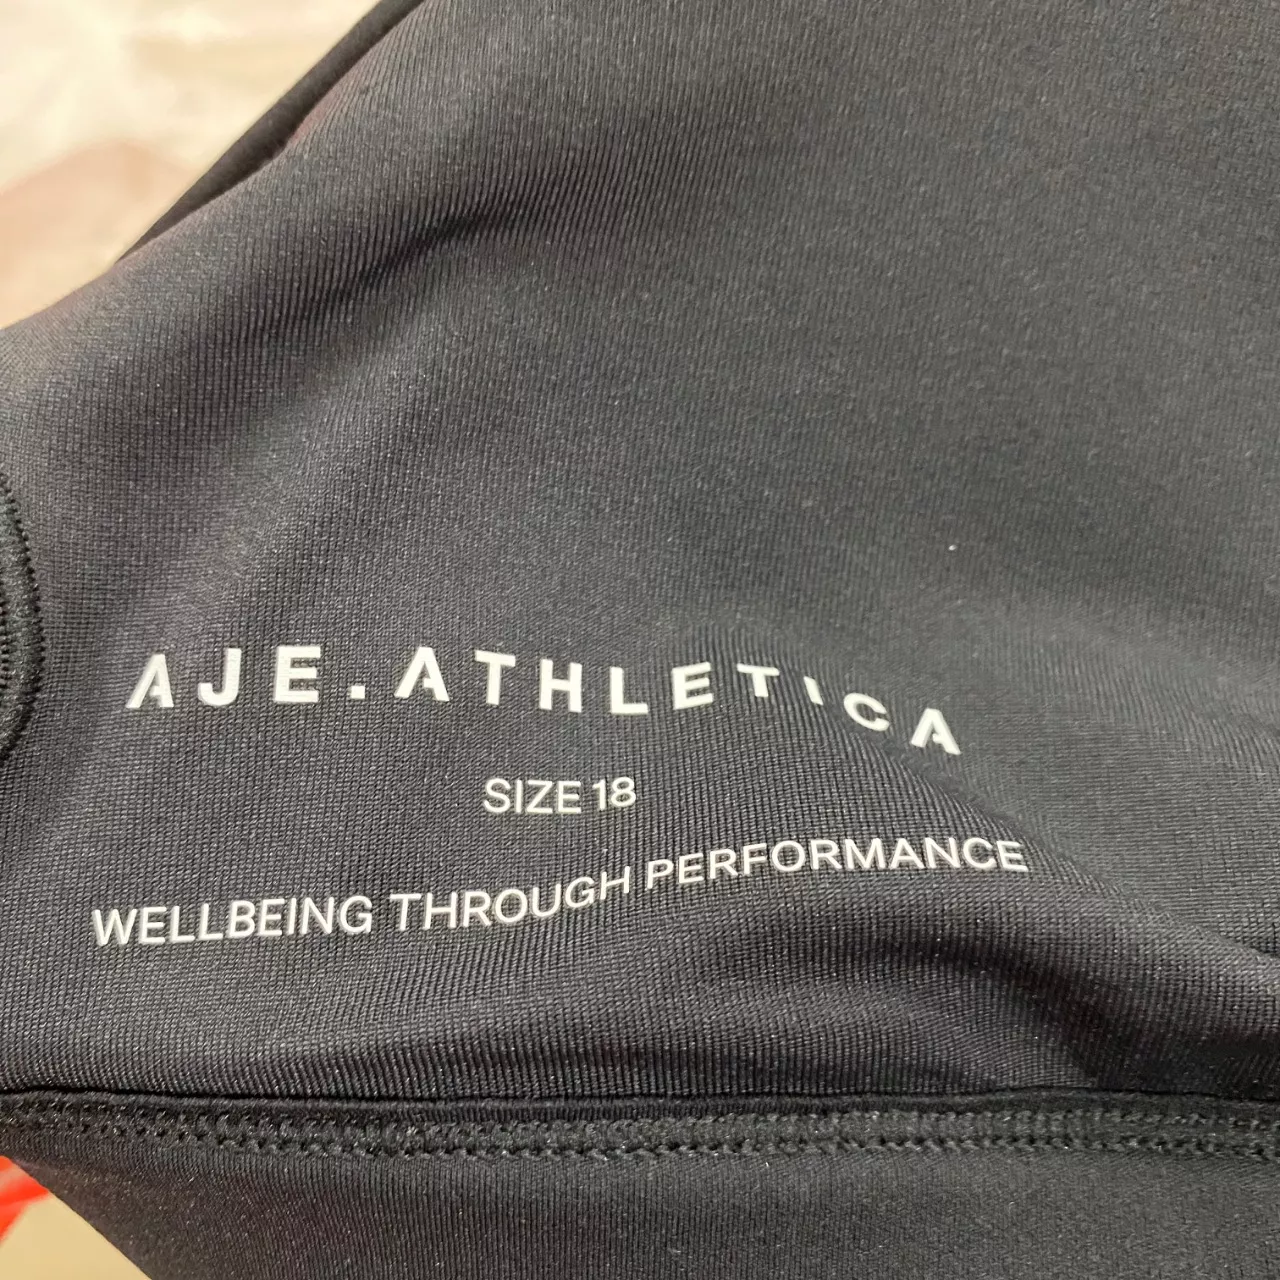 AJE.ATHLETICA
SIZE 18
WELLBEING THROUGH PERFORMANCE